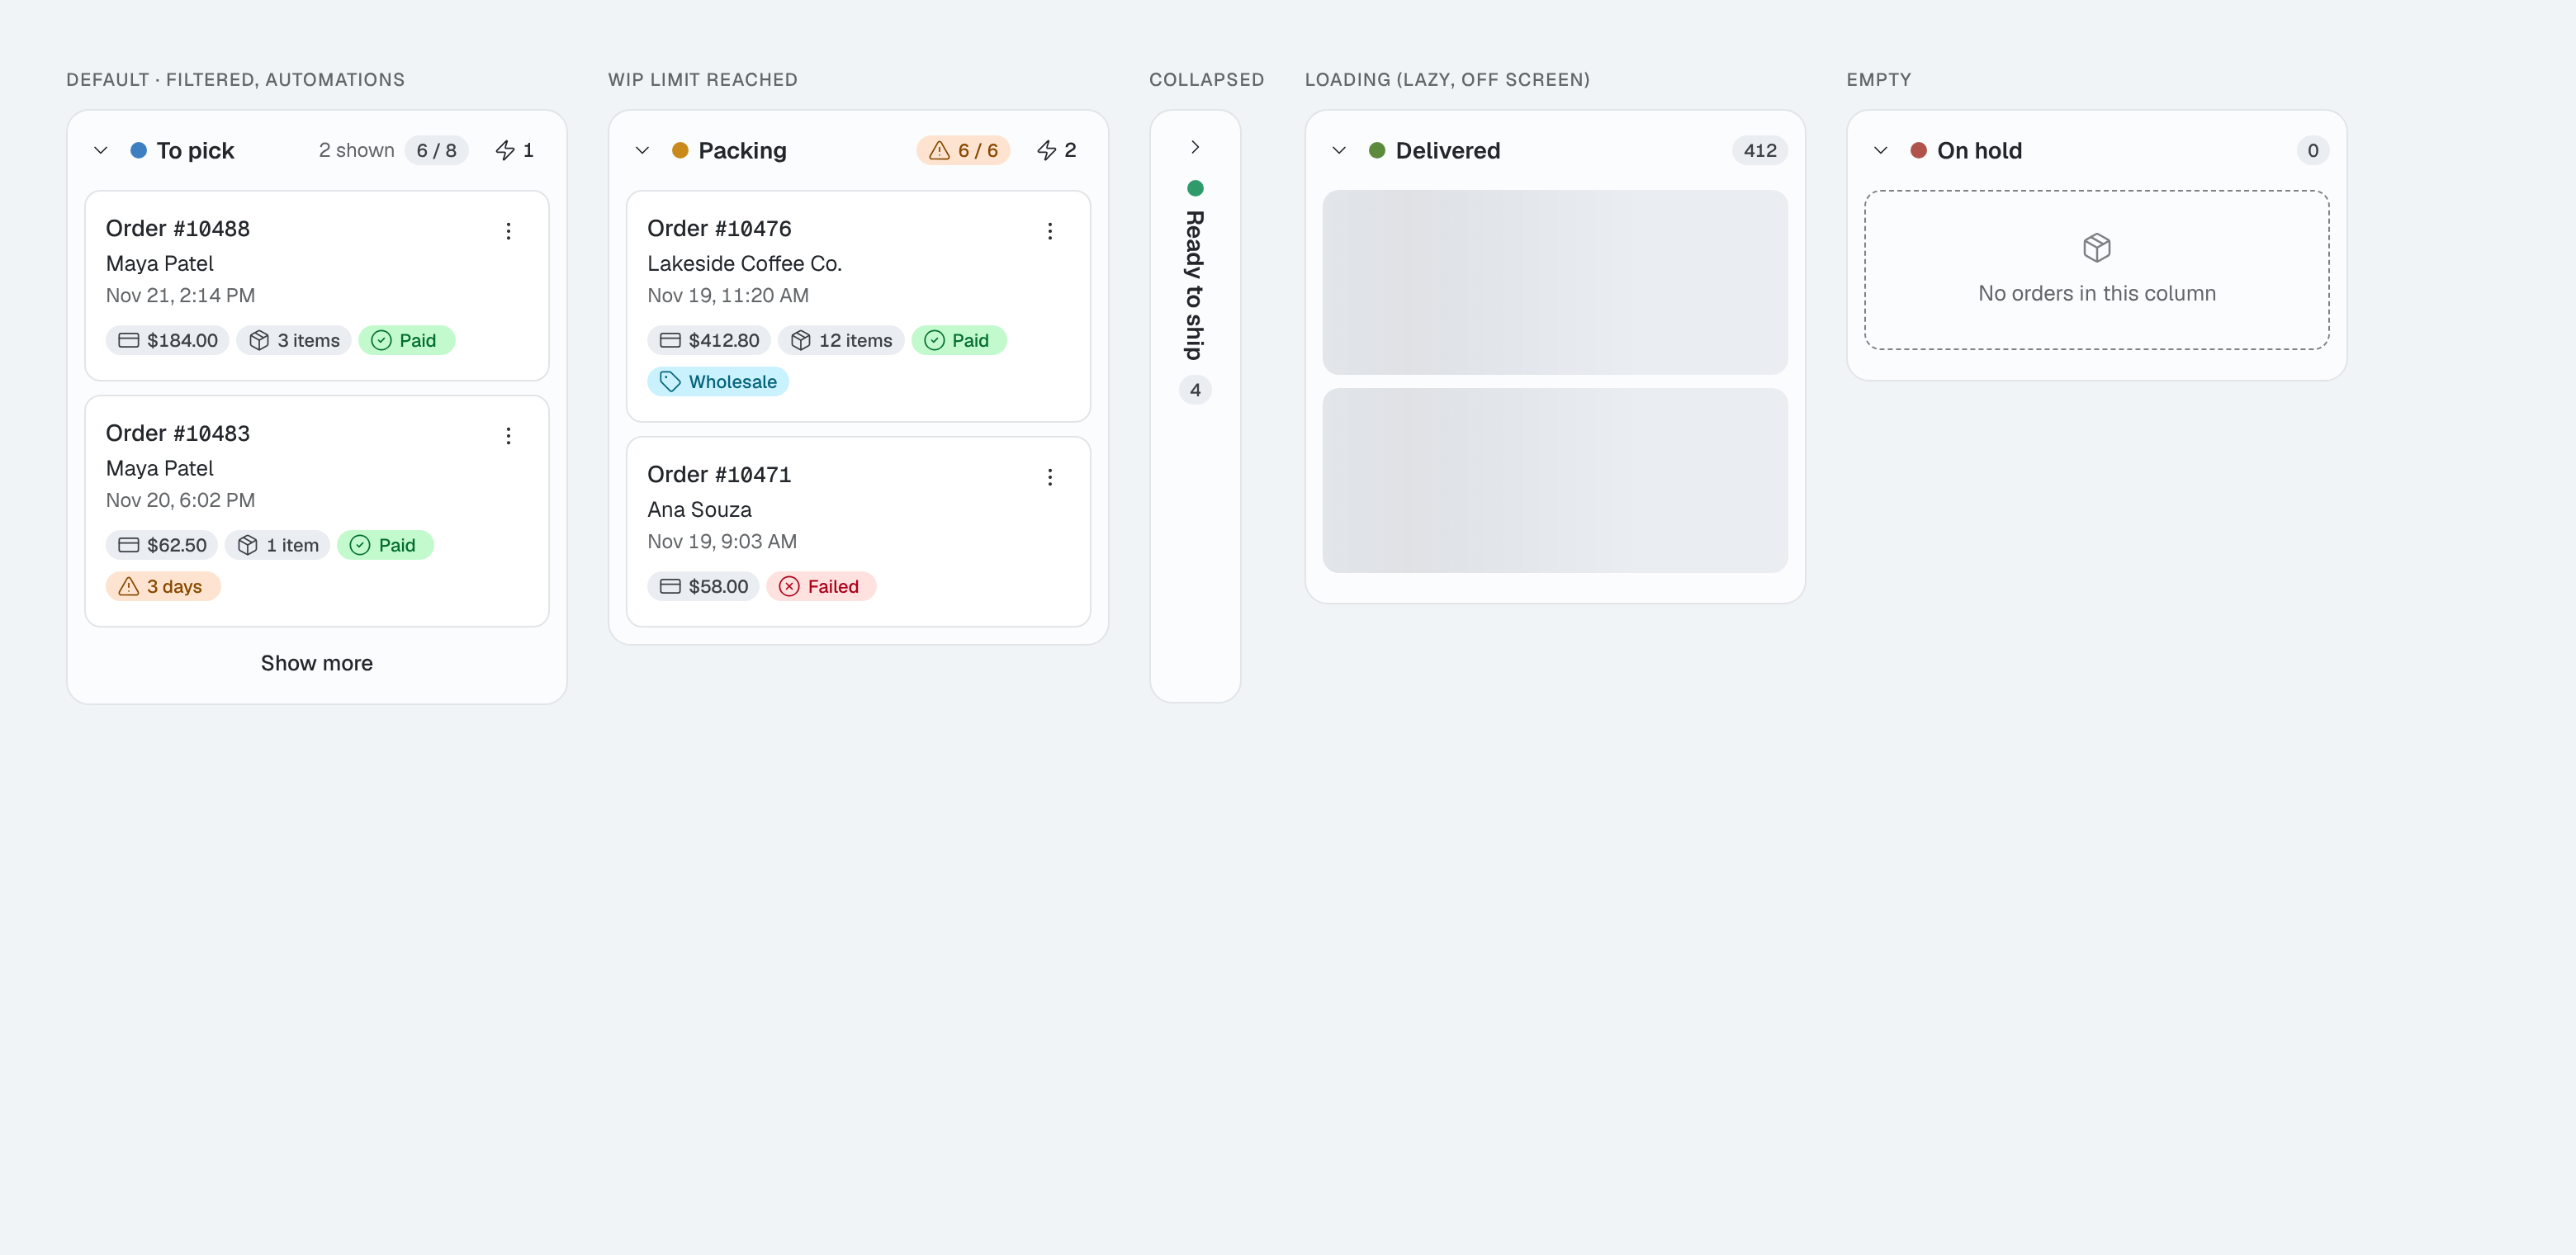 DEFAULT · FILTERED, AUTOMATIONS
To pick 2 shown 6 / 8 1
Order #10488
Maya Patel
Nov 21, 2:14 PM
$184.00 3 items Paid
Order #10483
Maya Patel
Nov 20, 6:02 PM
$62.50 1 item Paid
3 days
Show more
WIP LIMIT REACHED
Packing 6 / 6 2
Order #10476
Lakeside Coffee Co.
Nov 19, 11:20 AM
$412.80 12 items Paid
Wholesale
Order #10471
Ana Souza
Nov 19, 9:03 AM
$58.00 Failed
COLLAPSED
Ready to ship
4
LOADING (LAZY, OFF SCREEN)
Delivered 412
EMPTY
On hold 0
No orders in this column